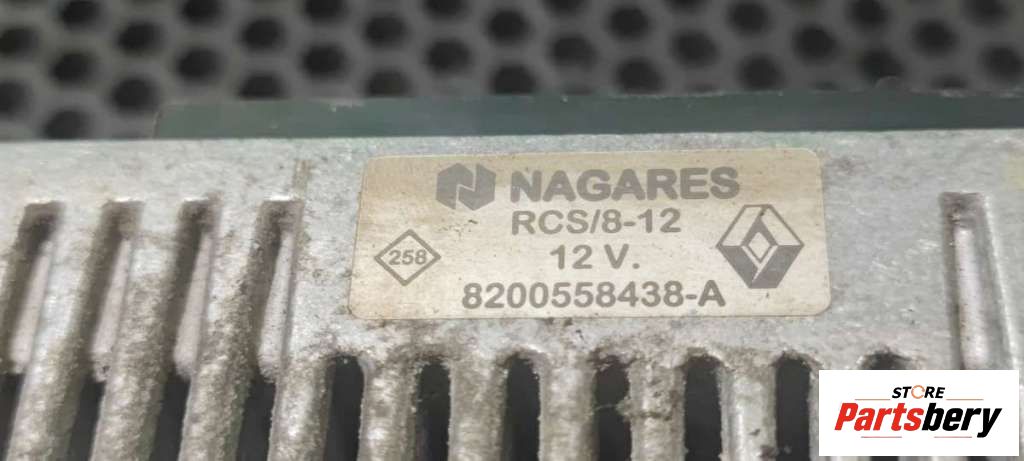 NAGARES
RCS/8-12
258
12 V.
8200558438-A
STORE
Partsbery